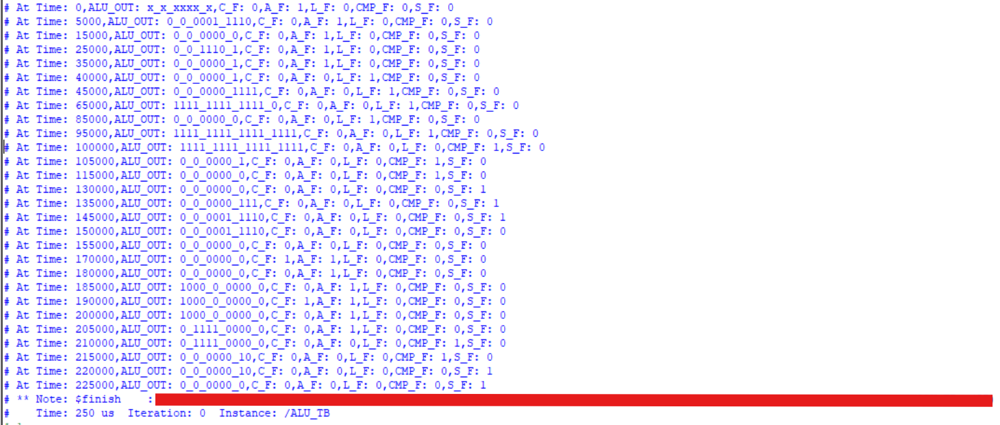 # At Time: 0,ALU_OUT: x_x_xxxx_x,C_F: 0,A_F: 1,L_F: 0,CMP_F: 0,S_F: 0
# At Time: 5000,ALU_OUT: 0_0_0001_1110,C_F: 0,A_F: 1,L_F: 0,CMP_F: 0,S_F: 0
# At Time: 15000,ALU_OUT: 0_0_0000_0,C_F: 0,A_F: 1,L_F: 0,CMP_F: 0,S_F: 0
# At Time: 25000,ALU_OUT: 0_0_1110_1,C_F: 0,A_F: 1,L_F: 0,CMP_F: 0,S_F: 0
# At Time: 35000,ALU_OUT: 0_0_0000_1,C_F: 0,A_F: 1,L_F: 0,CMP_F: 0,S_F: 0
# At Time: 40000,ALU_OUT: 0_0_0000_1,C_F: 0,A_F: 0,L_F: 1,CMP_F: 0,S_F: 0
# At Time: 45000,ALU_OUT: 0_0_0000_1111,C_F: 0,A_F: 0,L_F: 1,CMP_F: 0,S_F: 0
# At Time: 65000,ALU_OUT: 1111_1111_1111_0,C_F: 0,A_F: 0,L_F: 1,CMP_F: 0,S_F: 0
# At Time: 85000,ALU_OUT: 0_0_0000_0,C_F: 0,A_F: 0,L_F: 1,CMP_F: 0,S_F: 0
# At Time: 95000,ALU_OUT: 1111_1111_1111_1111,C_F: 0,A_F: 0,L_F: 1,CMP_F: 0,S_F: 0
# At Time: 100000,ALU_OUT: 1111_1111_1111_1111,C_F: 0,A_F: 0,L_F: 0,CMP_F: 1,S_F: 0
# At Time: 105000,ALU_OUT: 0_0_0000_1,C_F: 0,A_F: 0,L_F: 0,CMP_F: 1,S_F: 0
# At Time: 115000,ALU_OUT: 0_0_0000_0,C_F: 0,A_F: 0,L_F: 0,CMP_F: 1,S_F: 0
# At Time: 130000,ALU_OUT: 0_0_0000_0,C_F: 0,A_F: 0,L_F: 0,CMP_F: 0,S_F: 1
# At Time: 135000,ALU_OUT: 0_0_0000_111,C_F: 0,A_F: 0,L_F: 0,CMP_F: 0,S_F: 1
# At Time: 145000,ALU_OUT: 0_0_0001_1110,C_F: 0,A_F: 0,L_F: 0,CMP_F: 0,S_F: 1
# At Time: 150000,ALU_OUT: 0_0_0001_1110,C_F: 0,A_F: 0,L_F: 0,CMP_F: 0,S_F: 0
# At Time: 155000,ALU_OUT: 0_0_0000_0,C_F: 0,A_F: 0,L_F: 0,CMP_F: 0,S_F: 0
# At Time: 170000,ALU_OUT: 0_0_0000_0,C_F: 1,A_F: 1,L_F: 0,CMP_F: 0,S_F: 0
# At Time: 180000,ALU_OUT: 0_0_0000_0,C_F: 0,A_F: 1,L_F: 0,CMP_F: 0,S_F: 0
# At Time: 185000,ALU_OUT: 1000_0_0000_0,C_F: 0,A_F: 1,L_F: 0,CMP_F: 0,S_F: 0
# At Time: 190000,ALU_OUT: 1000_0_0000_0,C_F: 1,A_F: 1,L_F: 0,CMP_F: 0,S_F: 0
# At Time: 200000,ALU_OUT: 1000_0_0000_0,C_F: 0,A_F: 1,L_F: 0,CMP_F: 0,S_F: 0
# At Time: 205000,ALU_OUT: 0_1111_0000_0,C_F: 0,A_F: 1,L_F: 0,CMP_F: 0,S_F: 0
# At Time: 210000,ALU_OUT: 0_1111_0000_0,C_F: 0,A_F: 0,L_F: 0,CMP_F: 1,S_F: 0
# At Time: 215000,ALU_OUT: 0_0_0000_10,C_F: 0,A_F: 0,L_F: 0,CMP_F: 1,S_F: 0
# At Time: 220000,ALU_OUT: 0_0_0000_10,C_F: 0,A_F: 0,L_F: 0,CMP_F: 0,S_F: 1
# At Time: 225000,ALU_OUT: 0_0_0000_0,C_F: 0,A_F: 0,L_F: 0,CMP_F: 0,S_F: 1
# ** Note: $finish    :
#    Time: 250 us  Iteration: 0  Instance: /ALU_TB